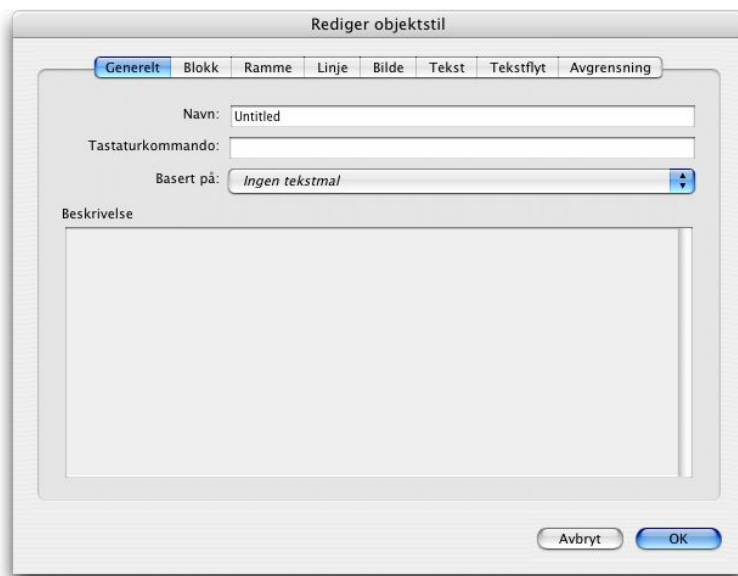 Rediger objektstil
Generelt Blokk Ramme Linje Bilde Tekst Tekstflyt Avgrensning
Navn: Untitled
Tastaturkommando:
Basert på: Ingen tekstmal
Beskrivelse
Avbryt OK